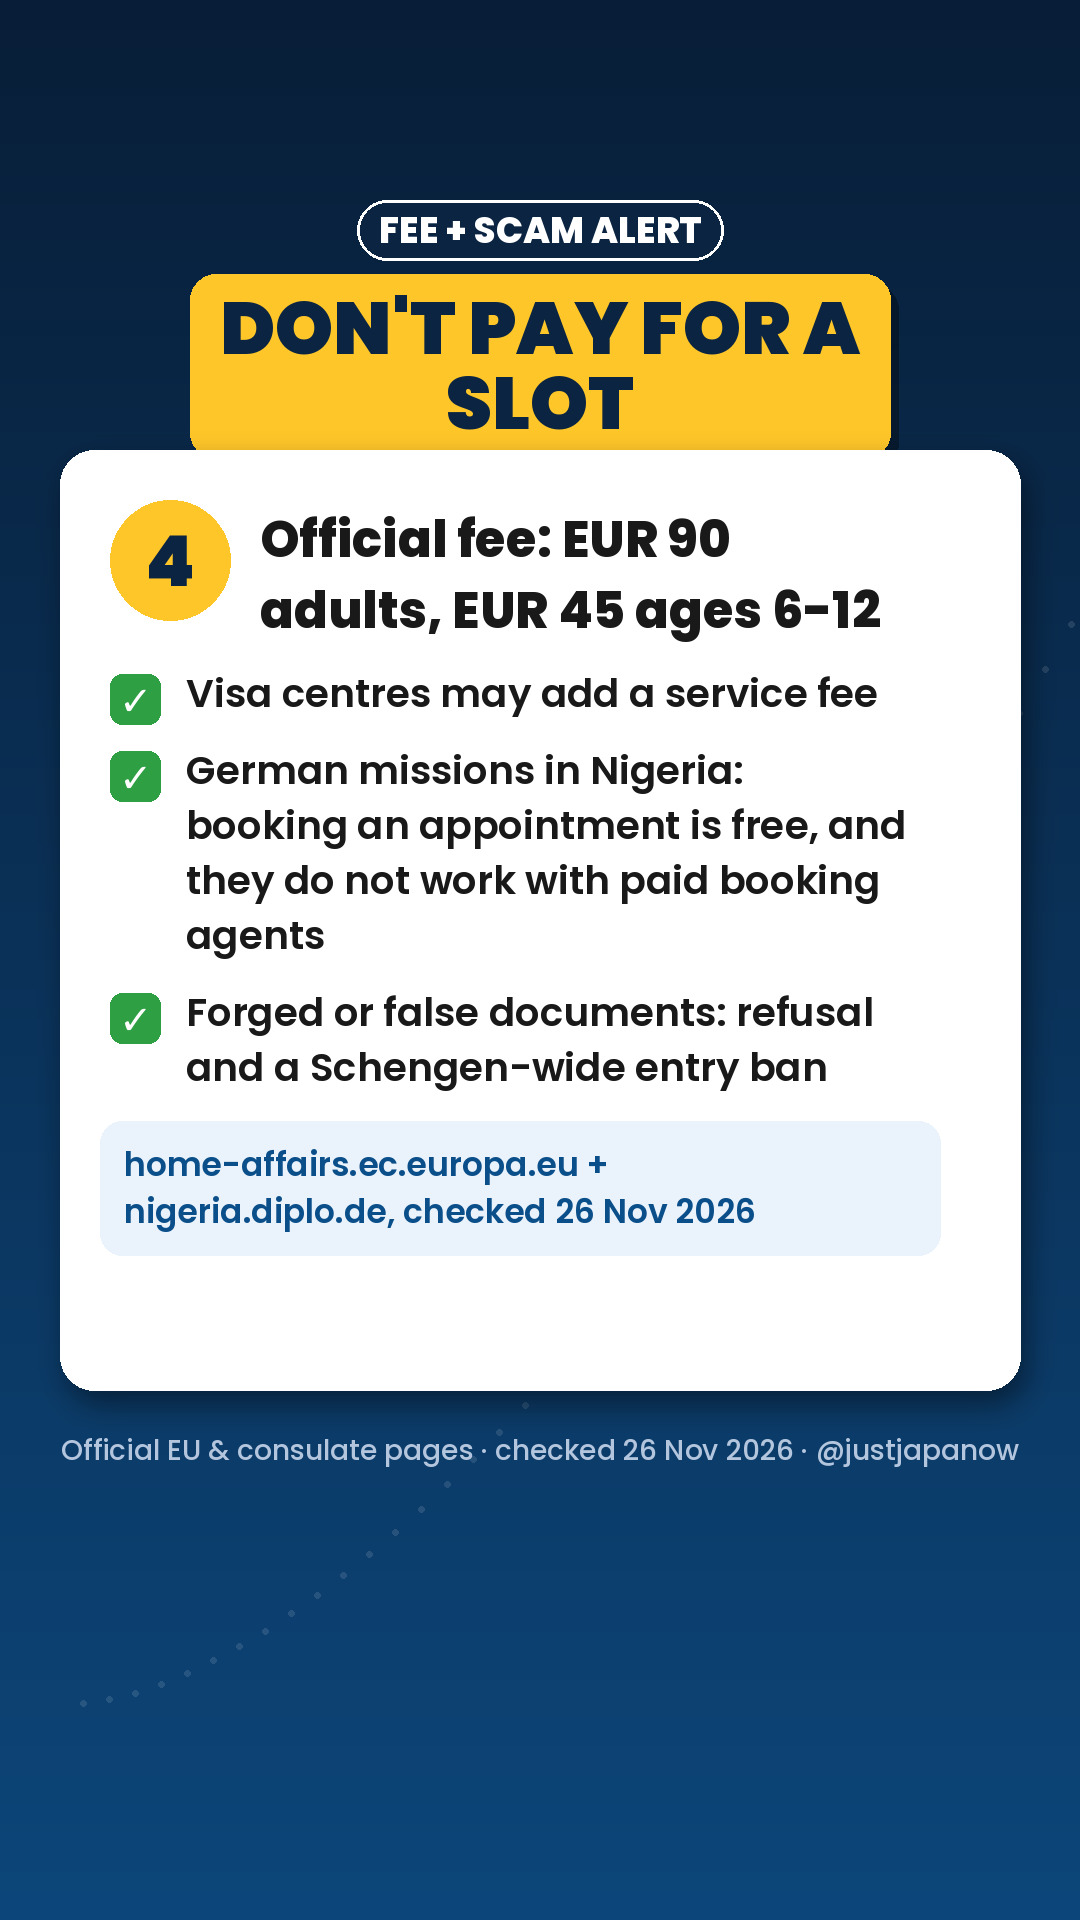 FEE + SCAM ALERT
DON'T PAY FOR A
SLOT
4
Official fee: EUR 90
adults, EUR 45 ages 6-12
✓ Visa centres may add a service fee
✓ German missions in Nigeria:
booking an appointment is free, and
they do not work with paid booking
agents
✓ Forged or false documents: refusal
and a Schengen-wide entry ban
home-affairs.ec.europa.eu +
nigeria.diplo.de, checked 26 Nov 2026
Official EU & consulate pages · checked 26 Nov 2026 · @justjapanow